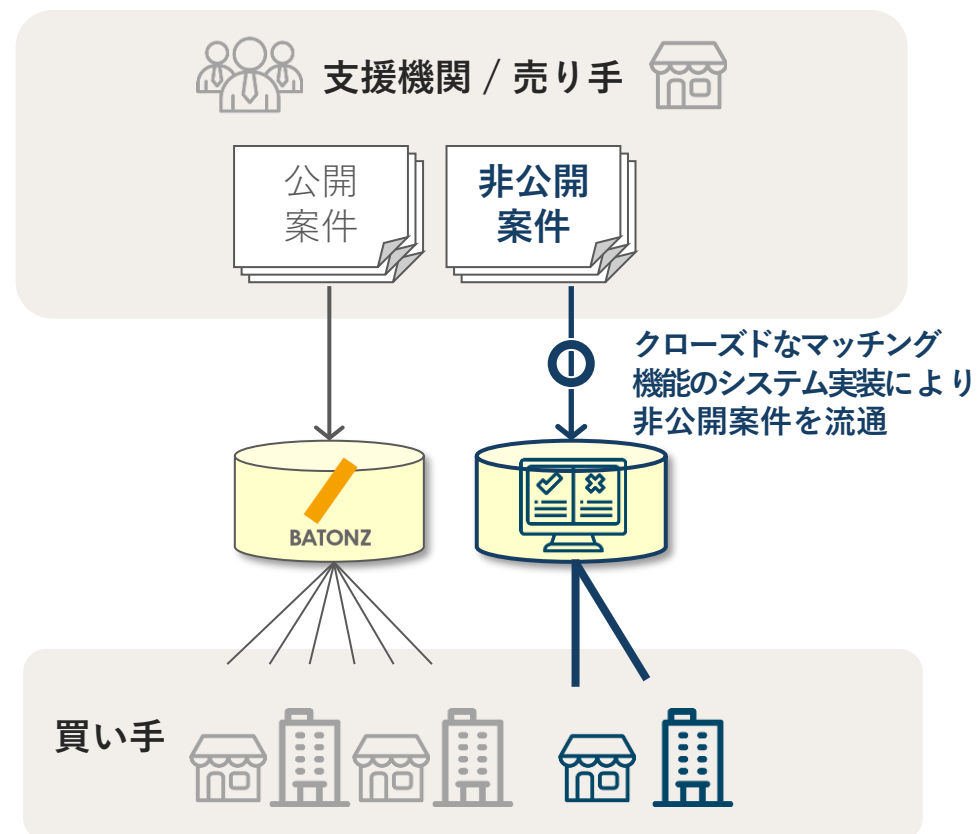 支援機関 / 売り手
公開
案件
非公開
案件
クローズドなマッチング
機能のシステム実装により
非公開案件を流通
BATONZ
買い手